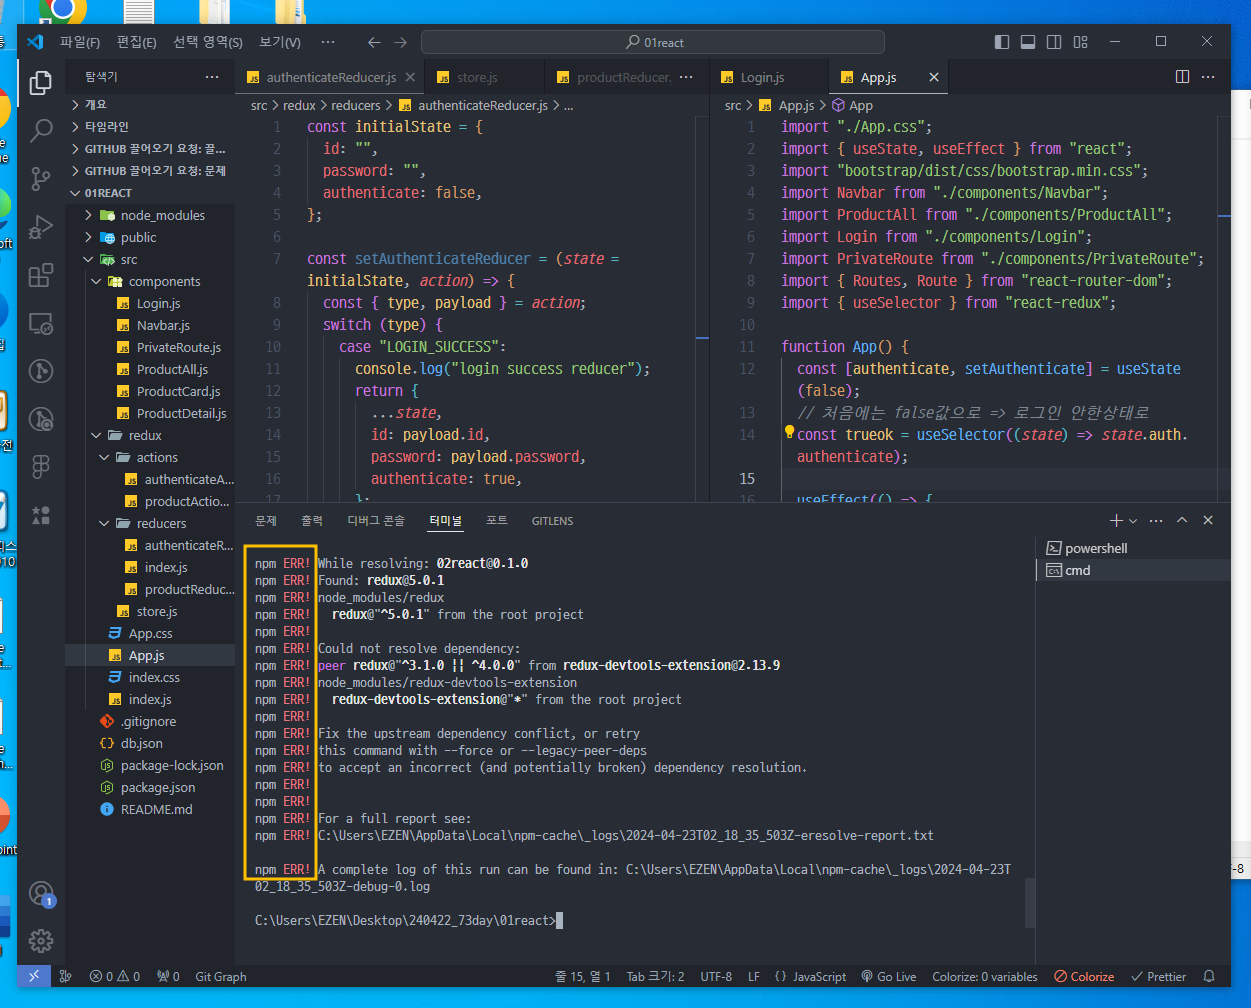 파일(F) 편집(E) 선택 영역(S) 보기(V) ··· 01react
탐색기 ···
개요
타임라인
GITHUB 끌어오기 요청: 끌...
GITHUB 끌어오기 요청: 문제
01REACT
node_modules
public
src
components
Login.js
Navbar.js
PrivateRoute.js
ProductAll.js
ProductCard.js
ProductDetail.js
redux
actions
authenticateA...
productActio...
reducers
authenticateR...
index.js
productReduc...
store.js
App.css
App.js
index.css
index.js
.gitignore
db.json
package-lock.json
package.json
README.md
authenticateReducer.js store.js productReducer. ···
src > redux > reducers > authenticateReducer.js > ...
1 const initialState = {
2 id: "",
3 password: "",
4 authenticate: false,
5 };
6
7 const setAuthenticateReducer = (state =
initialState, action) => {
8 const { type, payload } = action;
9 switch (type) {
10 case "LOGIN_SUCCESS":
11 console.log("login success reducer");
12 return {
13 ...state,
14 id: payload.id,
15 password: payload.password,
16 authenticate: true,
17 };
Login.js App.js ···
src > App.js > App
1 import "./App.css";
2 import { useState, useEffect } from "react";
3 import "bootstrap/dist/css/bootstrap.min.css";
4 import Navbar from "./components/Navbar";
5 import ProductAll from "./components/ProductAll";
6 import Login from "./components/Login";
7 import PrivateRoute from "./components/PrivateRoute";
8 import { Routes, Route } from "react-router-dom";
9 import { useSelector } from "react-redux";
10
11 function App() {
12 const [authenticate, setAuthenticate] = useState
(false);
13 // 처음에는 false값으로 => 로그인 안한상태로
14 const trueok = useSelector((state) => state.auth.
authenticate);
15
16 useEffect(() => {
문제 출력 디버그 콘솔 터미널 포트 GITLENS
npm ERR! While resolving: 02react@0.1.0
npm ERR! Found: redux@5.0.1
npm ERR! node_modules/redux
npm ERR! redux@"^5.0.1" from the root project
npm ERR!
npm ERR! Could not resolve dependency:
npm ERR! peer redux@"^3.1.0 || ^4.0.0" from redux-devtools-extension@2.13.9
npm ERR! node_modules/redux-devtools-extension
npm ERR! redux-devtools-extension@"*" from the root project
npm ERR!
npm ERR! Fix the upstream dependency conflict, or retry
npm ERR! this command with --force or --legacy-peer-deps
npm ERR! to accept an incorrect (and potentially broken) dependency resolution.
npm ERR!
npm ERR!
npm ERR! For a full report see:
npm ERR! C:\Users\EZEN\AppData\Local\npm-cache\_logs\2024-04-23T02_18_35_503Z-eresolve-report.txt
npm ERR! A complete log of this run can be found in: C:\Users\EZEN\AppData\Local\npm-cache\_logs\2024-04-23T
02_18_35_503Z-debug-0.log
C:\Users\EZEN\Desktop\240422_73day\01react>
powershell
cmd
1
0 0 0 Git Graph 줄 15, 열 1 Tab 크기: 2 UTF-8 LF {} JavaScript Go Live Colorize: 0 variables Colorize Prettier